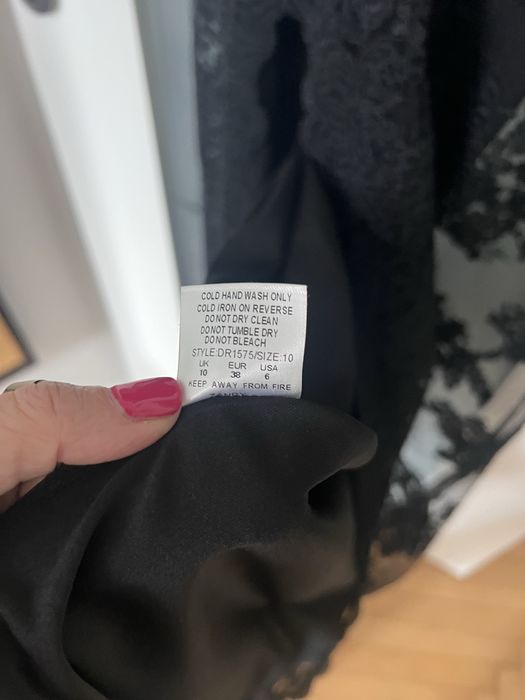 COLD HAND WASH ONLY
COLD IRON ON REVERSE
DO NOT DRY CLEAN
DO NOT TUMBLE DRY
DO NOT BLEACH
STYLE:DR1575/SIZE:10
UK EUR USA
10 38 6
KEEP AWAY FROM FIRE